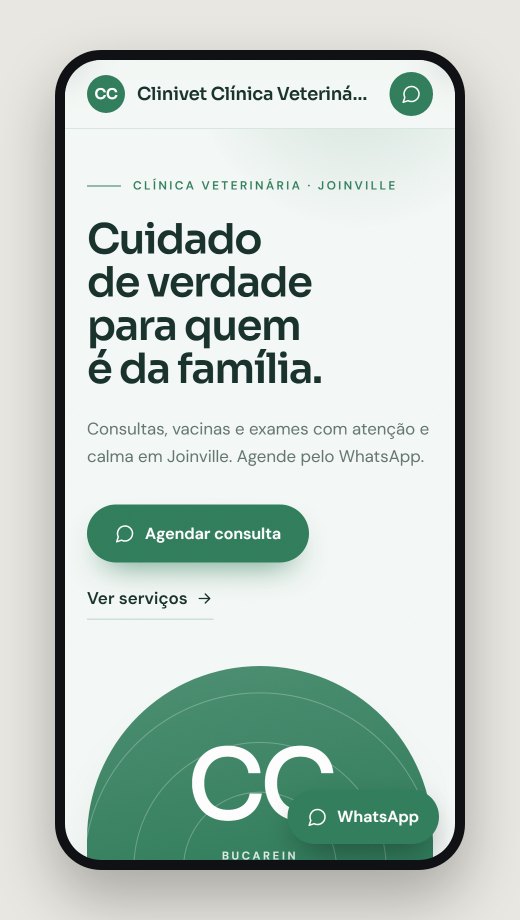 CC Clinivet Clínica Veteriná...
CLÍNICA VETERINÁRIA · JOINVILLE
Cuidado
de verdade
para quem
é da família.
Consultas, vacinas e exames com atenção e
calma em Joinville. Agende pelo WhatsApp.
Agendar consulta
Ver serviços →
CC
WhatsApp
BUCAREIN